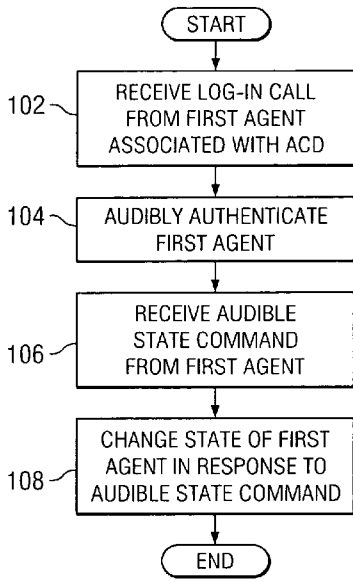 START
102
RECEIVE LOG-IN CALL
FROM FIRST AGENT
ASSOCIATED WITH ACD
104
AUDIBLY AUTHENTICATE
FIRST AGENT
106
RECEIVE AUDIBLE
STATE COMMAND
FROM FIRST AGENT
108
CHANGE STATE OF FIRST
AGENT IN RESPONSE TO
AUDIBLE STATE COMMAND
END